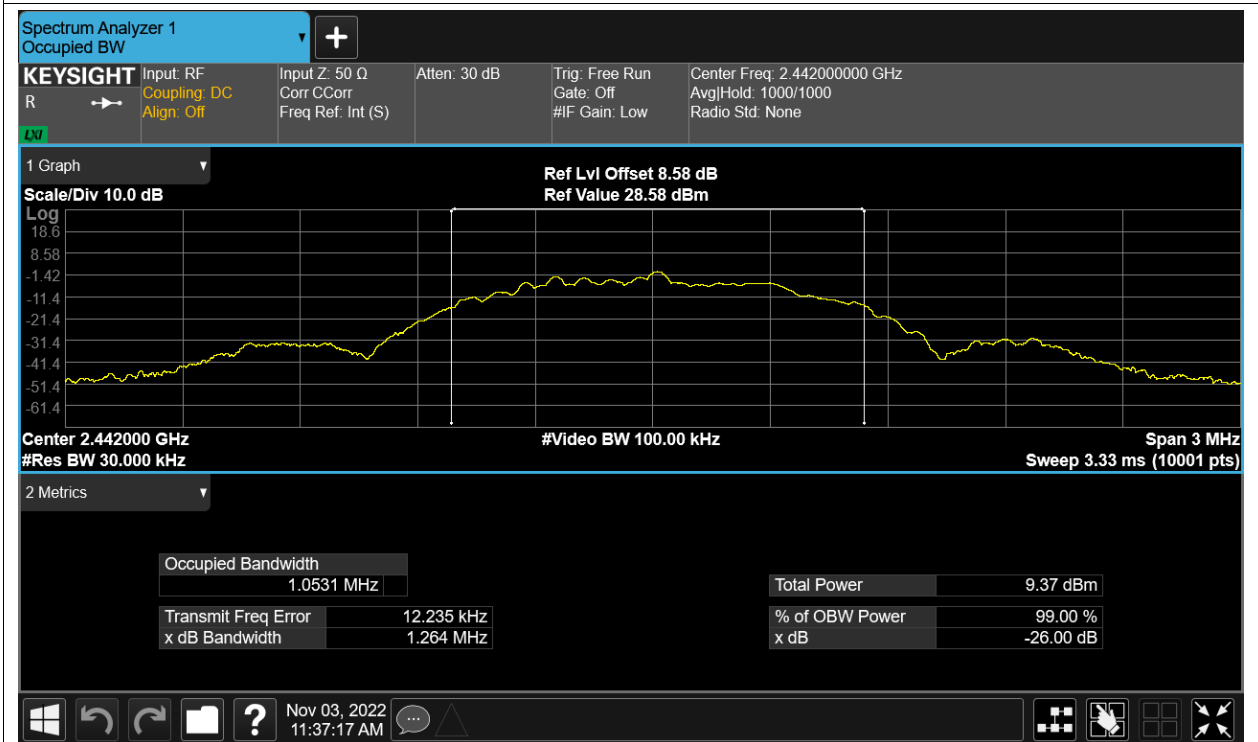 Spectrum Analyzer 1
Occupied BW
KEYSIGHT
R
LXI
Input: RF
Coupling: DC
Align: Off
Input Z: 50 Ω
Corr CCorr
Freq Ref: Int (S)
Atten: 30 dB
Trig: Free Run
Gate: Off
#IF Gain: Low
Center Freq: 2.442000000 GHz
Avg|Hold: 1000/1000
Radio Std: None
1 Graph
Scale/Div 10.0 dB
Ref Lvl Offset 8.58 dB
Ref Value 28.58 dBm
Log
18.6
8.58
-1.42
-11.4
-21.4
-31.4
-41.4
-51.4
-61.4
Center 2.442000 GHz
#Res BW 30.000 kHz
#Video BW 100.00 kHz
Span 3 MHz
Sweep 3.33 ms (10001 pts)
2 Metrics
Occupied Bandwidth
1.0531 MHz
Transmit Freq Error 12.235 kHz
x dB Bandwidth 1.264 MHz
Total Power 9.37 dBm
% of OBW Power 99.00 %
x dB -26.00 dB
?
Nov 03, 2022
11:37:17 AM